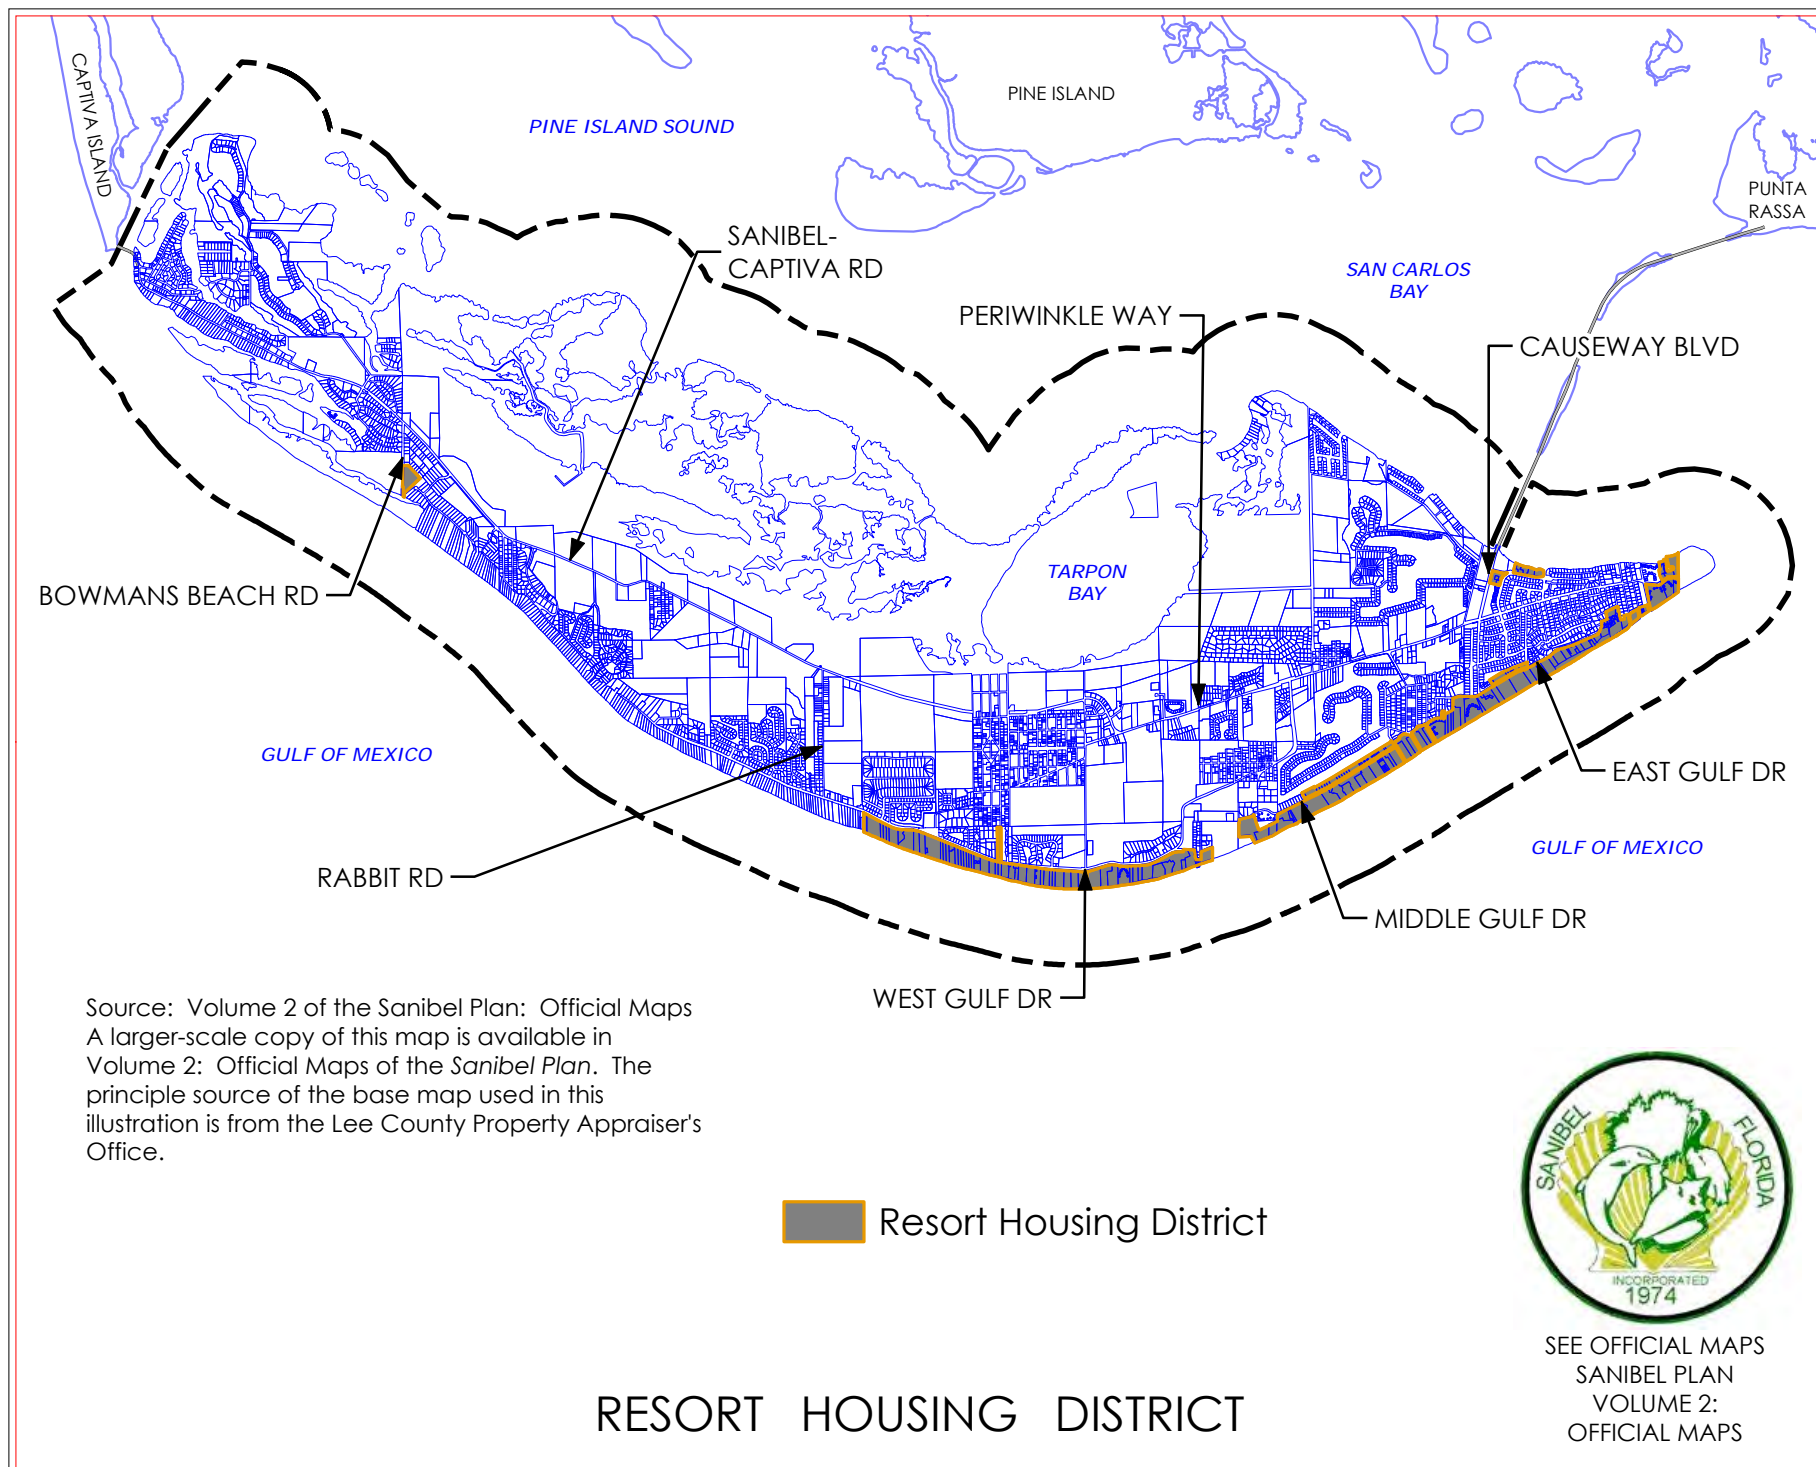 CAPTIVA ISLAND
PINE ISLAND SOUND
PINE ISLAND
PUNTA
RASSA
SANIBEL-
CAPTIVA RD
SAN CARLOS
BAY
PERIWINKLE WAY
CAUSEWAY BLVD
BOWMANS BEACH RD
TARPON
BAY
GULF OF MEXICO
EAST GULF DR
GULF OF MEXICO
RABBIT RD
MIDDLE GULF DR
WEST GULF DR
Source:  Volume 2 of the Sanibel Plan:  Official Maps
A larger-scale copy of this map is available in
Volume 2:  Official Maps of the Sanibel Plan.  The
principle source of the base map used in this
illustration is from the Lee County Property Appraiser's
Office.
Resort Housing District
SANIBEL FLORIDA
INCORPORATED
1974
SEE OFFICIAL MAPS
SANIBEL PLAN
VOLUME 2:
OFFICIAL MAPS
RESORT HOUSING DISTRICT